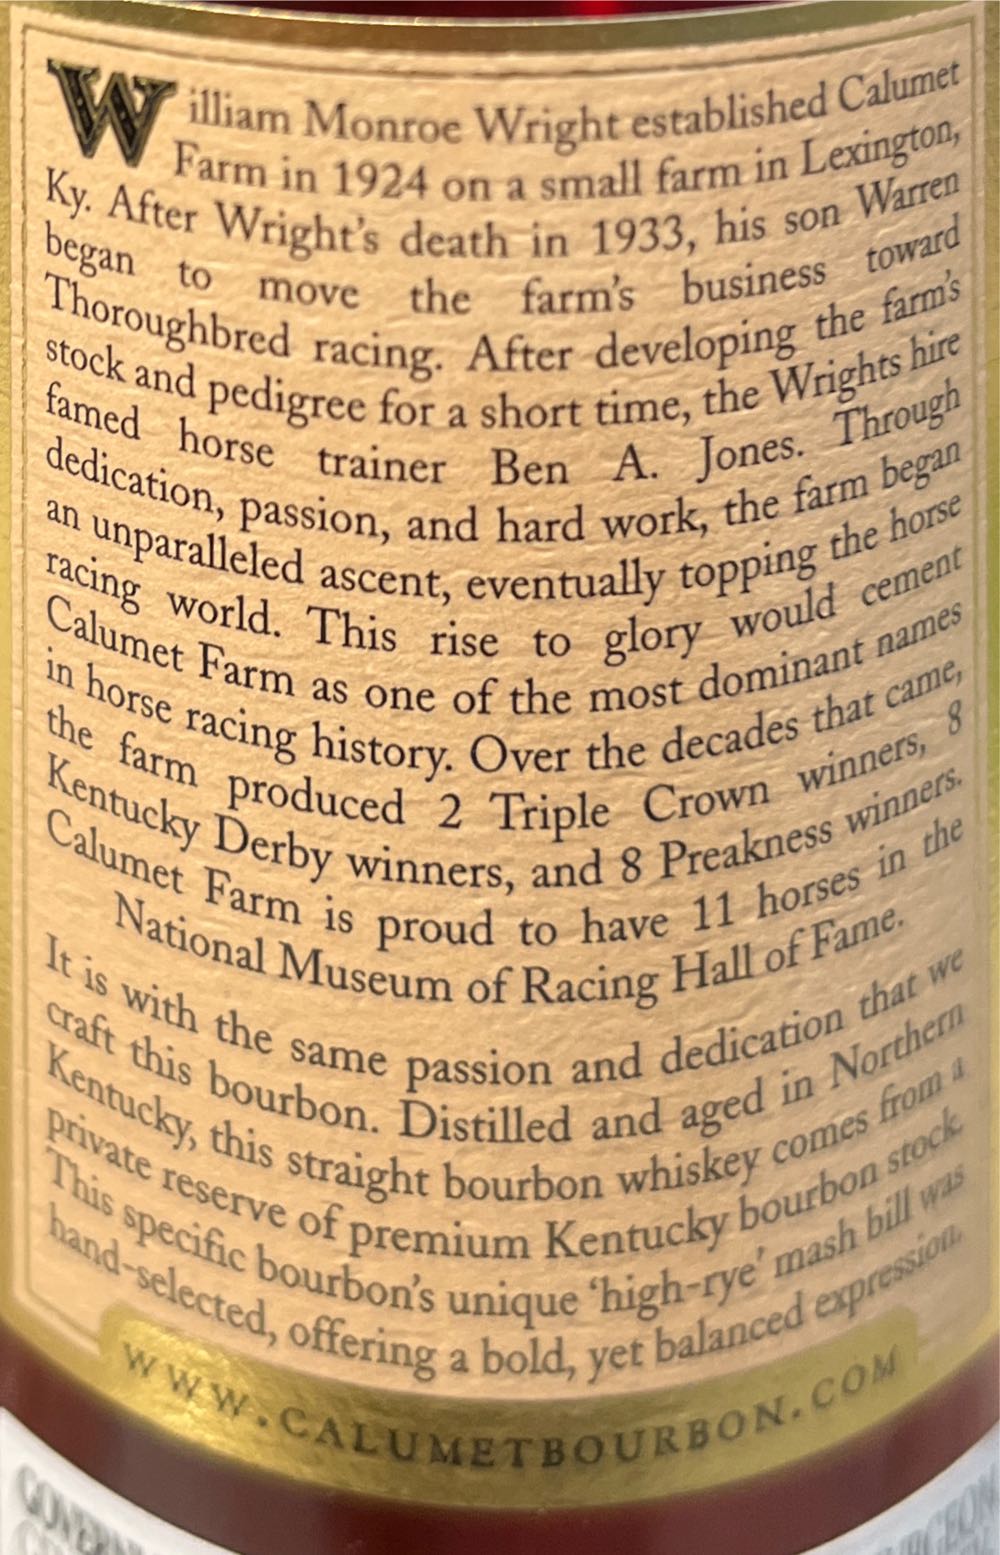 William Monroe Wright established Calumet
Farm in 1924 on a small farm in Lexington,
Ky. After Wright's death in 1933, his son Warren
began to move the farm's business toward
Thoroughbred racing. After developing the farm's
stock and pedigree for a short time, the Wrights hire
famed horse trainer Ben A. Jones. Through
dedication, passion, and hard work, the farm began
an unparalleled ascent, eventually topping the horse
racing world. This rise to glory would cement
Calumet Farm as one of the most dominant names
in horse racing history. Over the decades that came,
the farm produced 2 Triple Crown winners, 8
Kentucky Derby winners, and 8 Preakness winners.
Calumet Farm is proud to have 11 horses in the
National Museum of Racing Hall of Fame.
It is with the same passion and dedication that we
craft this bourbon. Distilled and aged in Northern
Kentucky, this straight bourbon whiskey comes from a
private reserve of premium Kentucky bourbon stock.
This specific bourbon's unique 'high-rye' mash bill was
hand-selected, offering a bold, yet balanced expression.
WWW.CALUMETBOURBON.COM